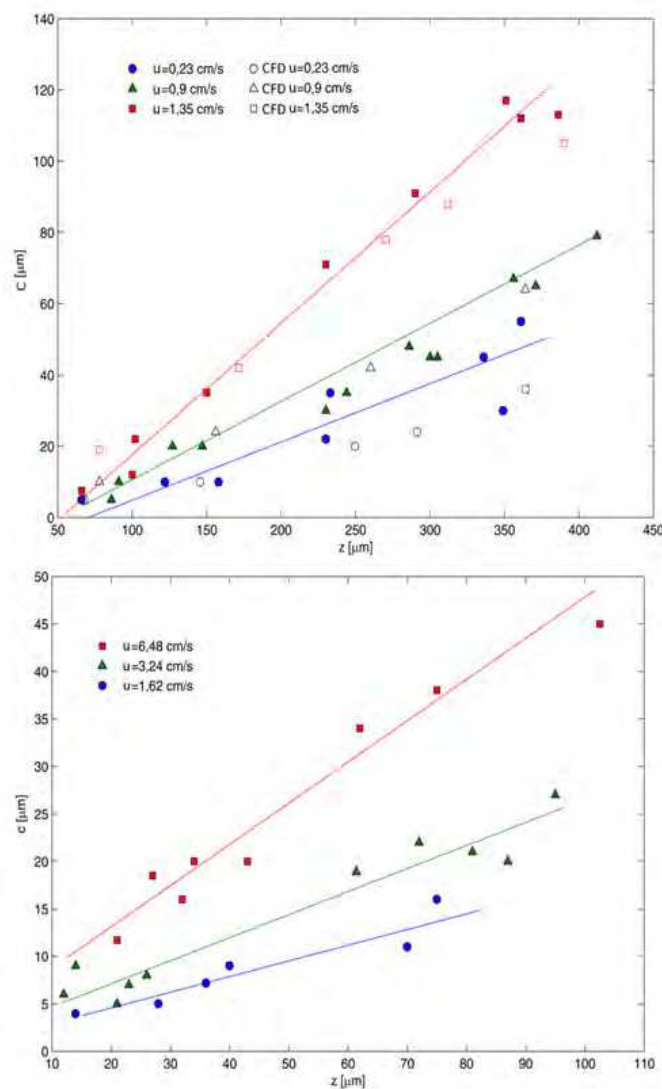 140
120
100
80
60
40
20
0
C [μm]
u=0,23 cm/s
u=0,9 cm/s
u=1,35 cm/s
CFD u=0,23 cm/s
CFD u=0,9 cm/s
CFD u=1,35 cm/s
50 100 150 200 250 300 350 400 450
z [μm]
50
45
40
35
30
25
20
15
10
5
0
c [μm]
u=6,48 cm/s
u=3,24 cm/s
u=1,62 cm/s
10 20 30 40 50 60 70 80 90 100 110
z [μm]